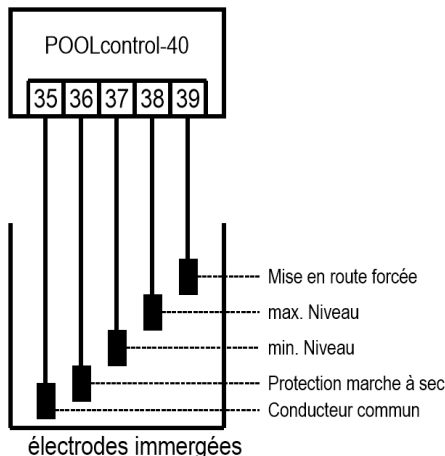 POOLcontrol-40
35 36 37 38 39
Mise en route forcée
max. Niveau
min. Niveau
Protection marche à sec
Conducteur commun
électrodes immergées